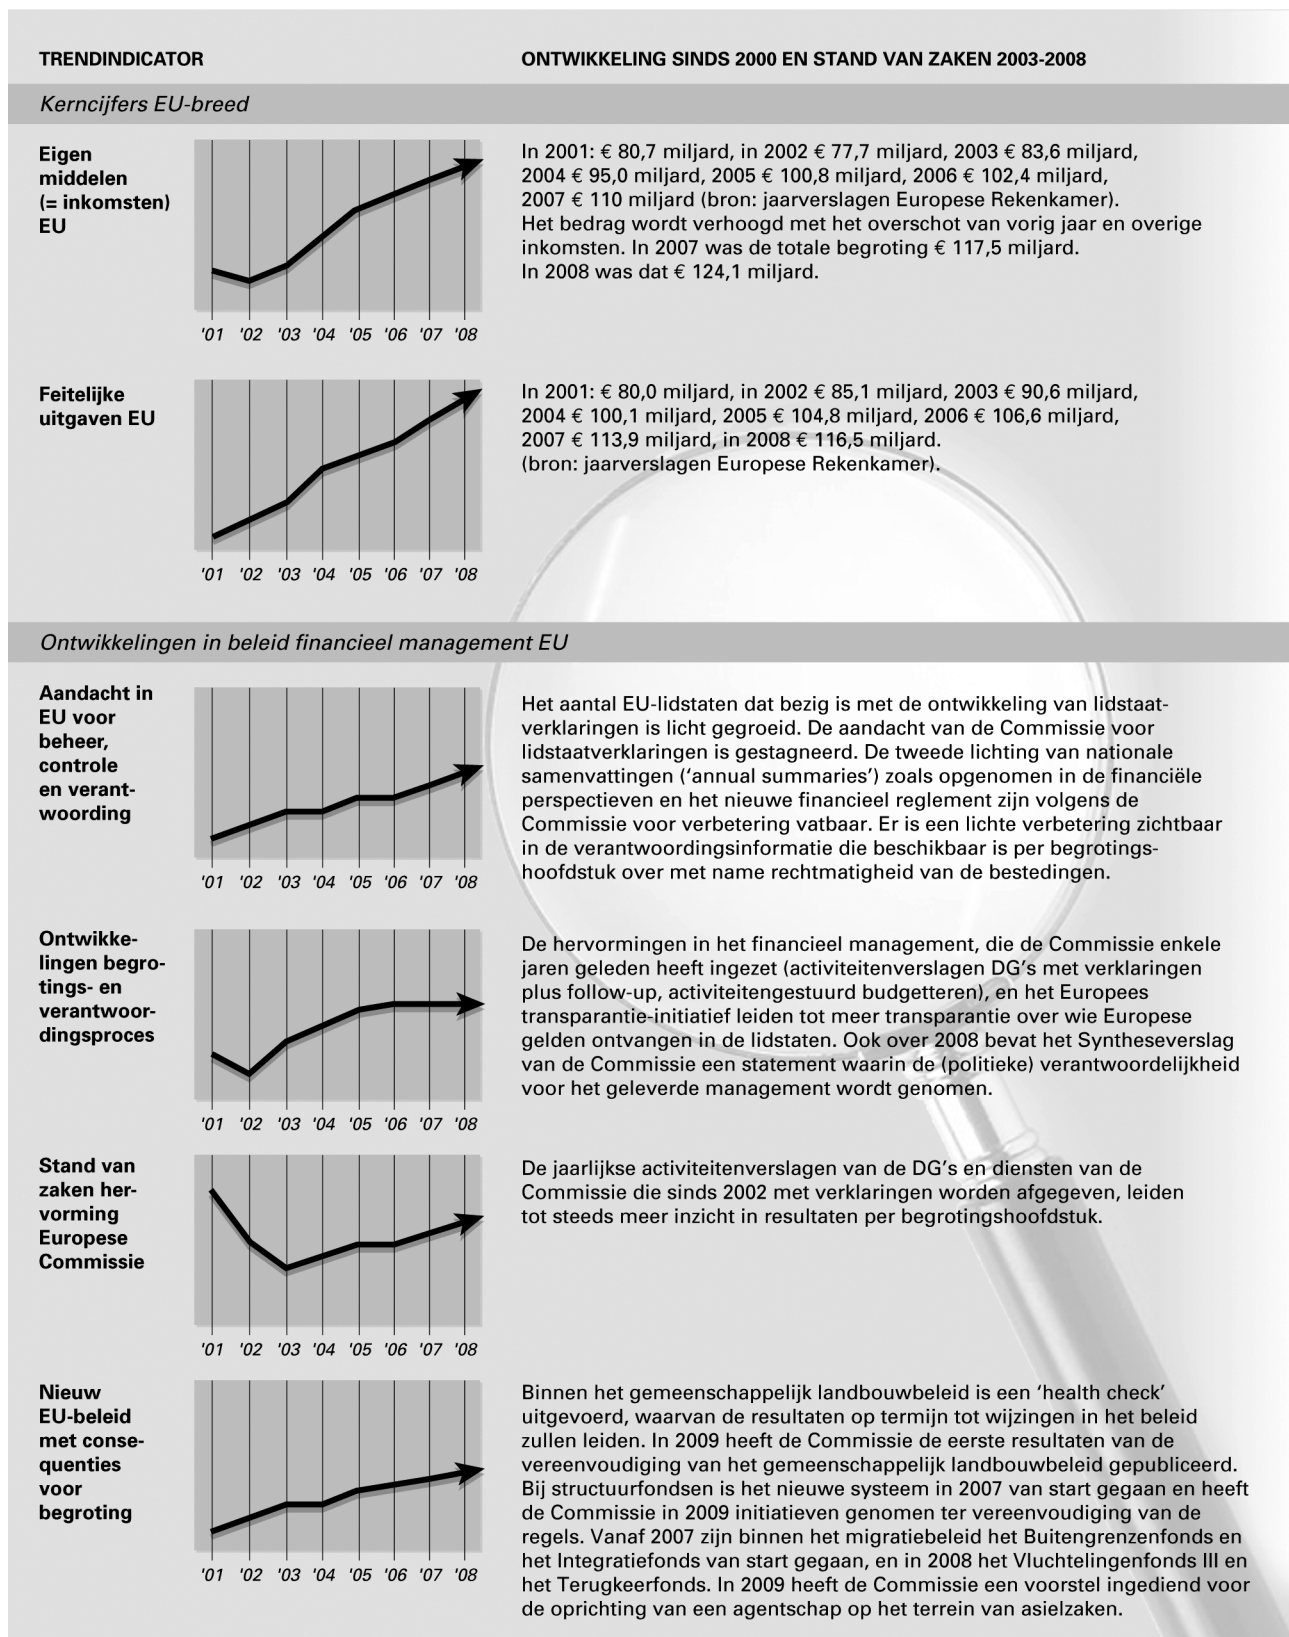 TRENDINDICATOR
ONTWIKKELING SINDS 2000 EN STAND VAN ZAKEN 2003-2008
Kerncijfers EU-breed
Eigen
middelen
(= inkomsten)
EU
'01 '02 '03 '04 '05 '06 '07 '08
In 2001: € 80,7 miljard, in 2002 € 77,7 miljard, 2003 € 83,6 miljard,
2004 € 95,0 miljard, 2005 € 100,8 miljard, 2006 € 102,4 miljard,
2007 € 110 miljard (bron: jaarverslagen Europese Rekenkamer).
Het bedrag wordt verhoogd met het overschot van vorig jaar en overige
inkomsten. In 2007 was de totale begroting € 117,5 miljard.
In 2008 was dat € 124,1 miljard.
Feitelijke
uitgaven EU
'01 '02 '03 '04 '05 '06 '07 '08
In 2001: € 80,0 miljard, in 2002 € 85,1 miljard, 2003 € 90,6 miljard,
2004 € 100,1 miljard, 2005 € 104,8 miljard, 2006 € 106,6 miljard,
2007 € 113,9 miljard, in 2008 € 116,5 miljard.
(bron: jaarverslagen Europese Rekenkamer).
Ontwikkelingen in beleid financieel management EU
Aandacht in
EU voor
beheer,
controle
en verant-
woording
'01 '02 '03 '04 '05 '06 '07 '08
Het aantal EU-lidstaten dat bezig is met de ontwikkeling van lidstaat-
verklaringen is licht gegroeid. De aandacht van de Commissie voor
lidstaatverklaringen is gestagneerd. De tweede lichting van nationale
samenvattingen (‘annual summaries’) zoals opgenomen in de financiële
perspectieven en het nieuwe financieel reglement zijn volgens de
Commissie voor verbetering vatbaar. Er is een lichte verbetering zichtbaar
in de verantwoordingsinformatie die beschikbaar is per begrotings-
hoofdstuk over met name rechtmatigheid van de bestedingen.
Ontwikke-
lingen begro-
tings- en
verantwoor-
dingsproces
'01 '02 '03 '04 '05 '06 '07 '08
De hervormingen in het financieel management, die de Commissie enkele
jaren geleden heeft ingezet (activiteitenverslagen DG’s met verklaringen
plus follow-up, activiteitengestuurd budgetteren), en het Europees
transparantie-initiatief leiden tot meer transparantie over wie Europese
gelden ontvangen in de lidstaten. Ook over 2008 bevat het Syntheseverslag
van de Commissie een statement waarin de (politieke) verantwoordelijkheid
voor het geleverde management wordt genomen.
Stand van
zaken her-
vorming
Europese
Commissie
'01 '02 '03 '04 '05 '06 '07 '08
De jaarlijkse activiteitenverslagen van de DG’s en diensten van de
Commissie die sinds 2002 met verklaringen worden afgegeven, leiden
tot steeds meer inzicht in resultaten per begrotingshoofdstuk.
Nieuw
EU-beleid
met conse-
quenties
voor
begroting
'01 '02 '03 '04 '05 '06 '07 '08
Binnen het gemeenschappelijk landbouwbeleid is een ‘health check’
uitgevoerd, waarvan de resultaten op termijn tot wijzingen in het beleid
zullen leiden. In 2009 heeft de Commissie de eerste resultaten van de
vereenvoudiging van het gemeenschappelijk landbouwbeleid gepubliceerd.
Bij structuurfondsen is het nieuwe systeem in 2007 van start gegaan en heeft
de Commissie in 2009 initiatieven genomen ter vereenvoudiging van de
regels. Vanaf 2007 zijn binnen het migratiebeleid het Buitengrenzenfonds en
het Integratiefonds van start gegaan, en in 2008 het Vluchtelingenfonds III en
het Terugkeerfonds. In 2009 heeft de Commissie een voorstel ingediend voor
de oprichting van een agentschap op het terrein van asielzaken.